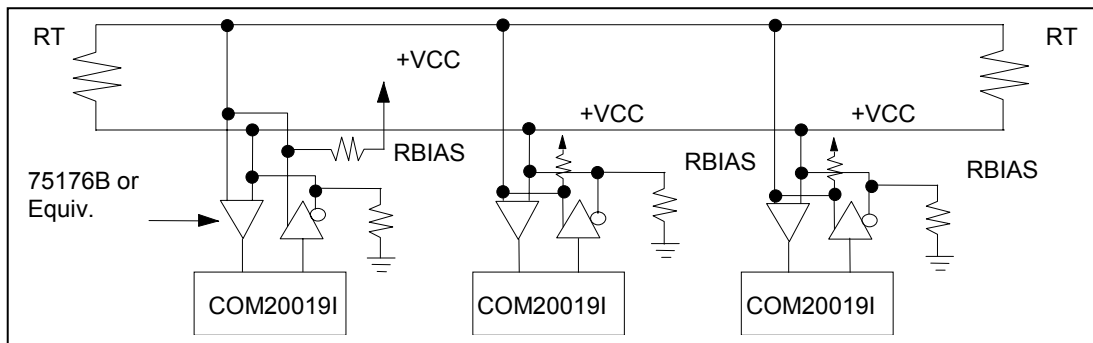 RT
RT
+VCC
+VCC
+VCC
RBIAS
RBIAS
RBIAS
75176B or
Equiv.
COM20019I
COM20019I
COM20019I